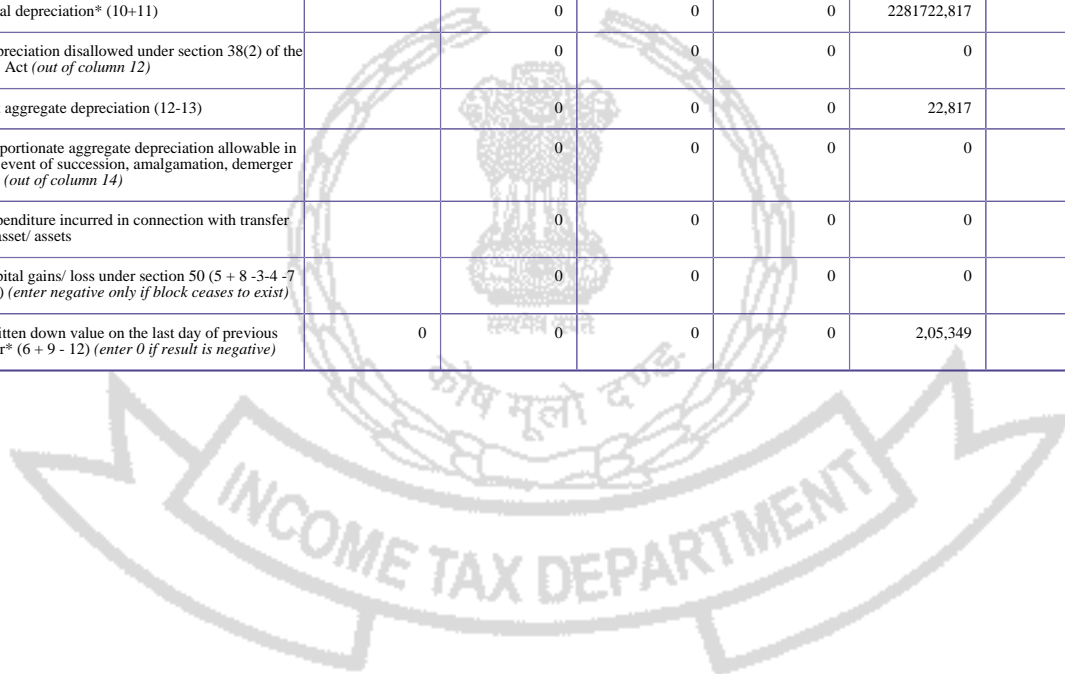 al depreciation* (10+11) 0 0 0 2281722,817
preciation disallowed under section 38(2) of the 0 0 0 0
Act (out of column 12)
aggregate depreciation (12-13) 0 0 0 22,817
portionate aggregate depreciation allowable in 0 0 0 0
event of succession, amalgamation, demerger
(out of column 14)
penditure incurred in connection with transfer 0 0 0 0
asset/ assets
pital gains/ loss under section 50 (5 + 8 -3-4 -7 0 0 0 0
) (enter negative only if block ceases to exist)
itten down value on the last day of previous 0 0 0 0 2,05,349
r* (6 + 9 - 12) (enter 0 if result is negative)
सत्यमेव जयते
कोष मूलो दण्ड
INCOME TAX DEPARTMENT